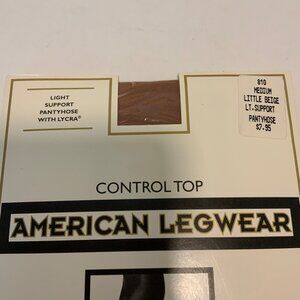 LIGHT
SUPPORT
PANTYHOSE
WITH LYCRA®
810
MEDIUM
LITTLE BEIGE
LT. SUPPORT
PANTYHOSE
$7.95
CONTROL TOP
AMERICAN LEGWEAR